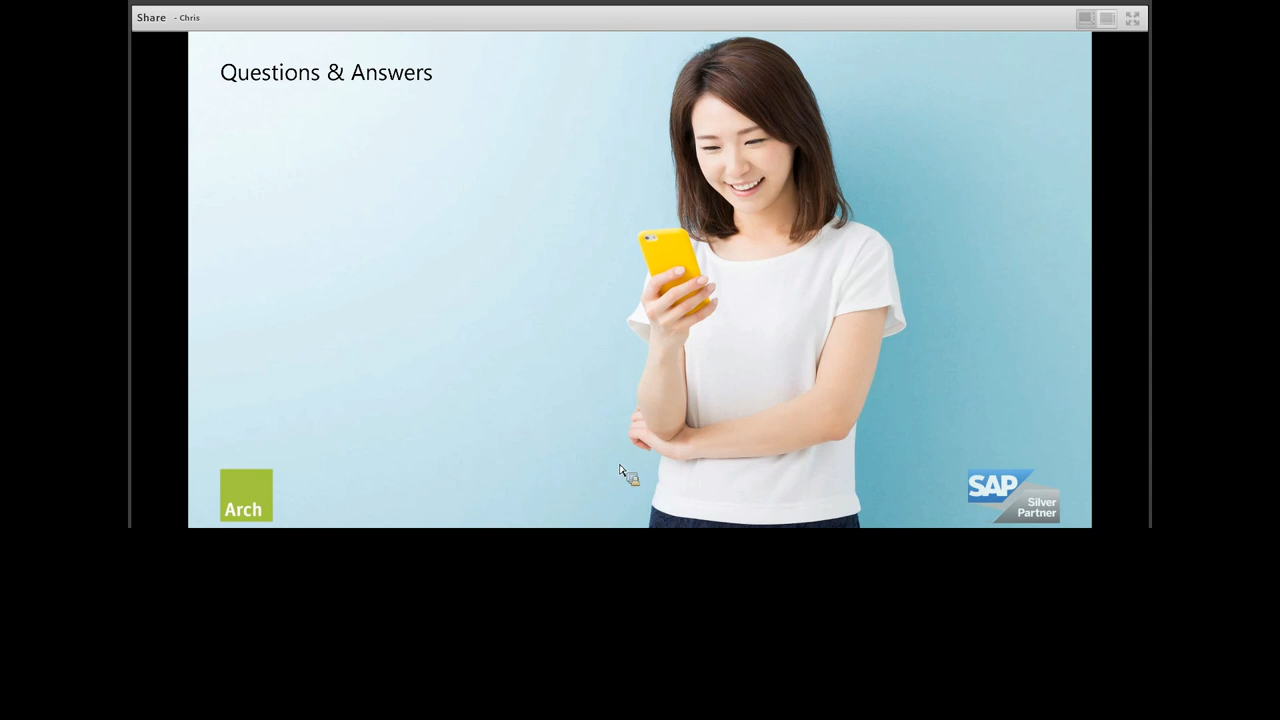 Share - Chris
Questions & Answers
Arch
SAP
Silver
Partner